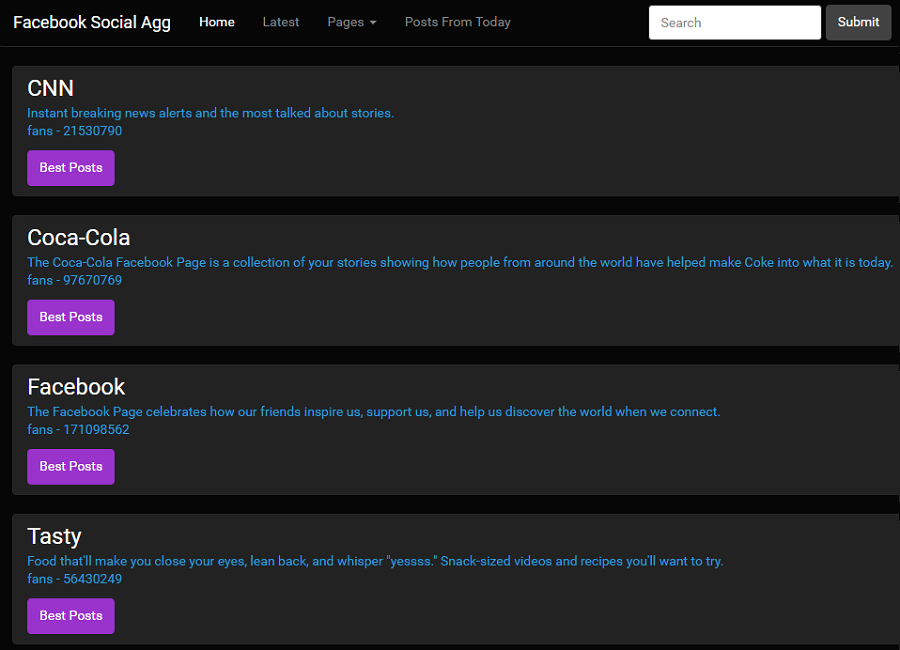 Facebook Social Agg Home Latest Pages Posts From Today Search Submit
CNN
Instant breaking news alerts and the most talked about stories.
fans - 21530790
Best Posts
Coca-Cola
The Coca-Cola Facebook Page is a collection of your stories showing how people from around the world have helped make Coke into what it is today.
fans - 97670769
Best Posts
Facebook
The Facebook Page celebrates how our friends inspire us, support us, and help us discover the world when we connect.
fans - 171098562
Best Posts
Tasty
Food that'll make you close your eyes, lean back, and whisper "yessss." Snack-sized videos and recipes you'll want to try.
fans - 56430249
Best Posts